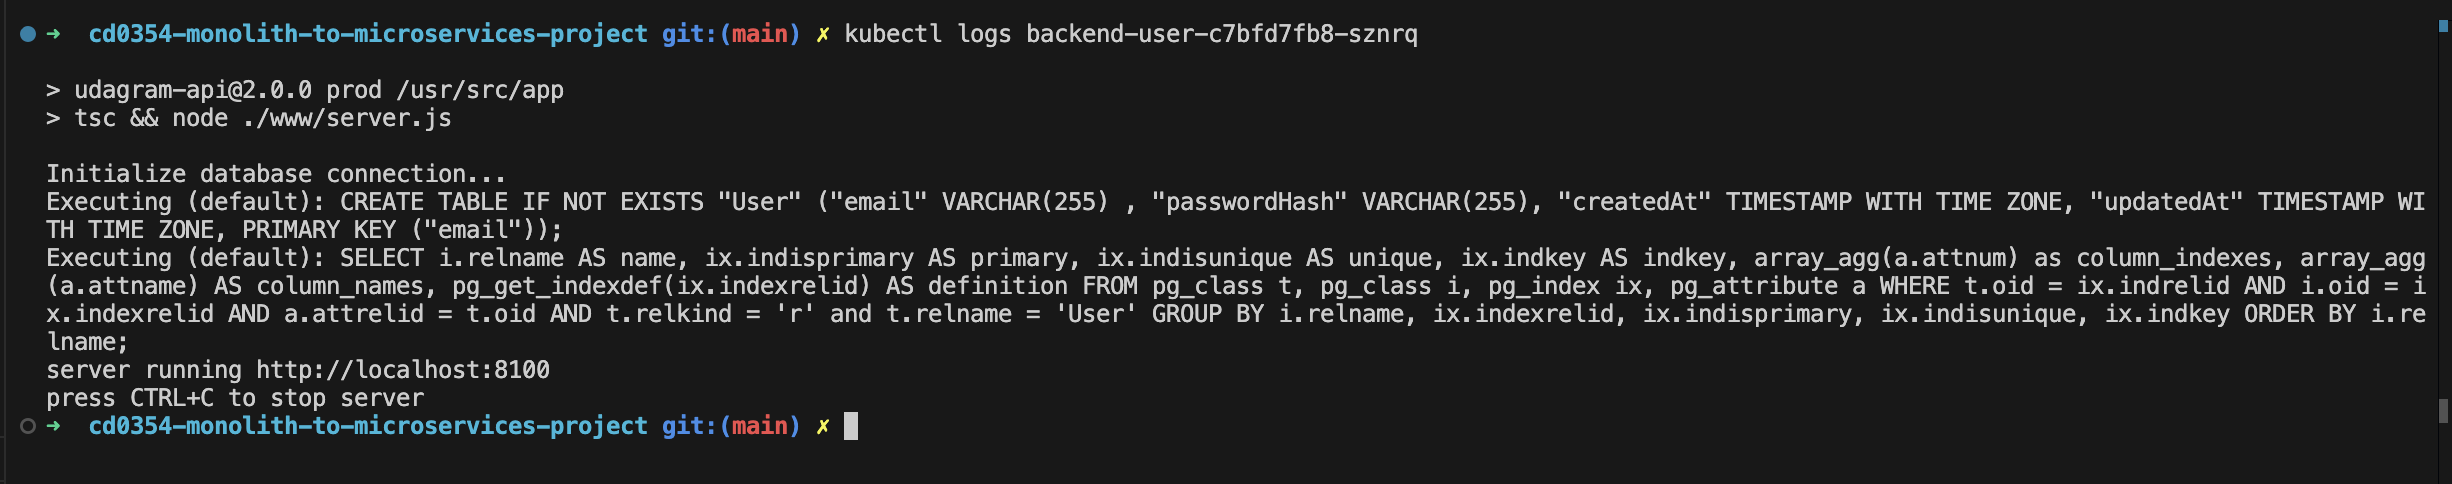 ➜ cd0354-monolith-to-microservices-project git:(main) ✗ kubectl logs backend-user-c7bfd7fb8-sznrq
> udagram-api@2.0.0 prod /usr/src/app
> tsc && node ./www/server.js
Initialize database connection...
Executing (default): CREATE TABLE IF NOT EXISTS "User" ("email" VARCHAR(255) , "passwordHash" VARCHAR(255), "createdAt" TIMESTAMP WITH TIME ZONE, "updatedAt" TIMESTAMP WI
TH TIME ZONE, PRIMARY KEY ("email"));
Executing (default): SELECT i.relname AS name, ix.indisprimary AS primary, ix.indisunique AS unique, ix.indkey AS indkey, array_agg(a.attnum) as column_indexes, array_agg
(a.attname) AS column_names, pg_get_indexdef(ix.indexrelid) AS definition FROM pg_class t, pg_class i, pg_index ix, pg_attribute a WHERE t.oid = ix.indrelid AND i.oid = i
x.indexrelid AND a.attrelid = t.oid AND t.relkind = 'r' and t.relname = 'User' GROUP BY i.relname, ix.indexrelid, ix.indisprimary, ix.indisunique, ix.indkey ORDER BY i.re
lname;
server running http://localhost:8100
press CTRL+C to stop server
➜ cd0354-monolith-to-microservices-project git:(main) ✗